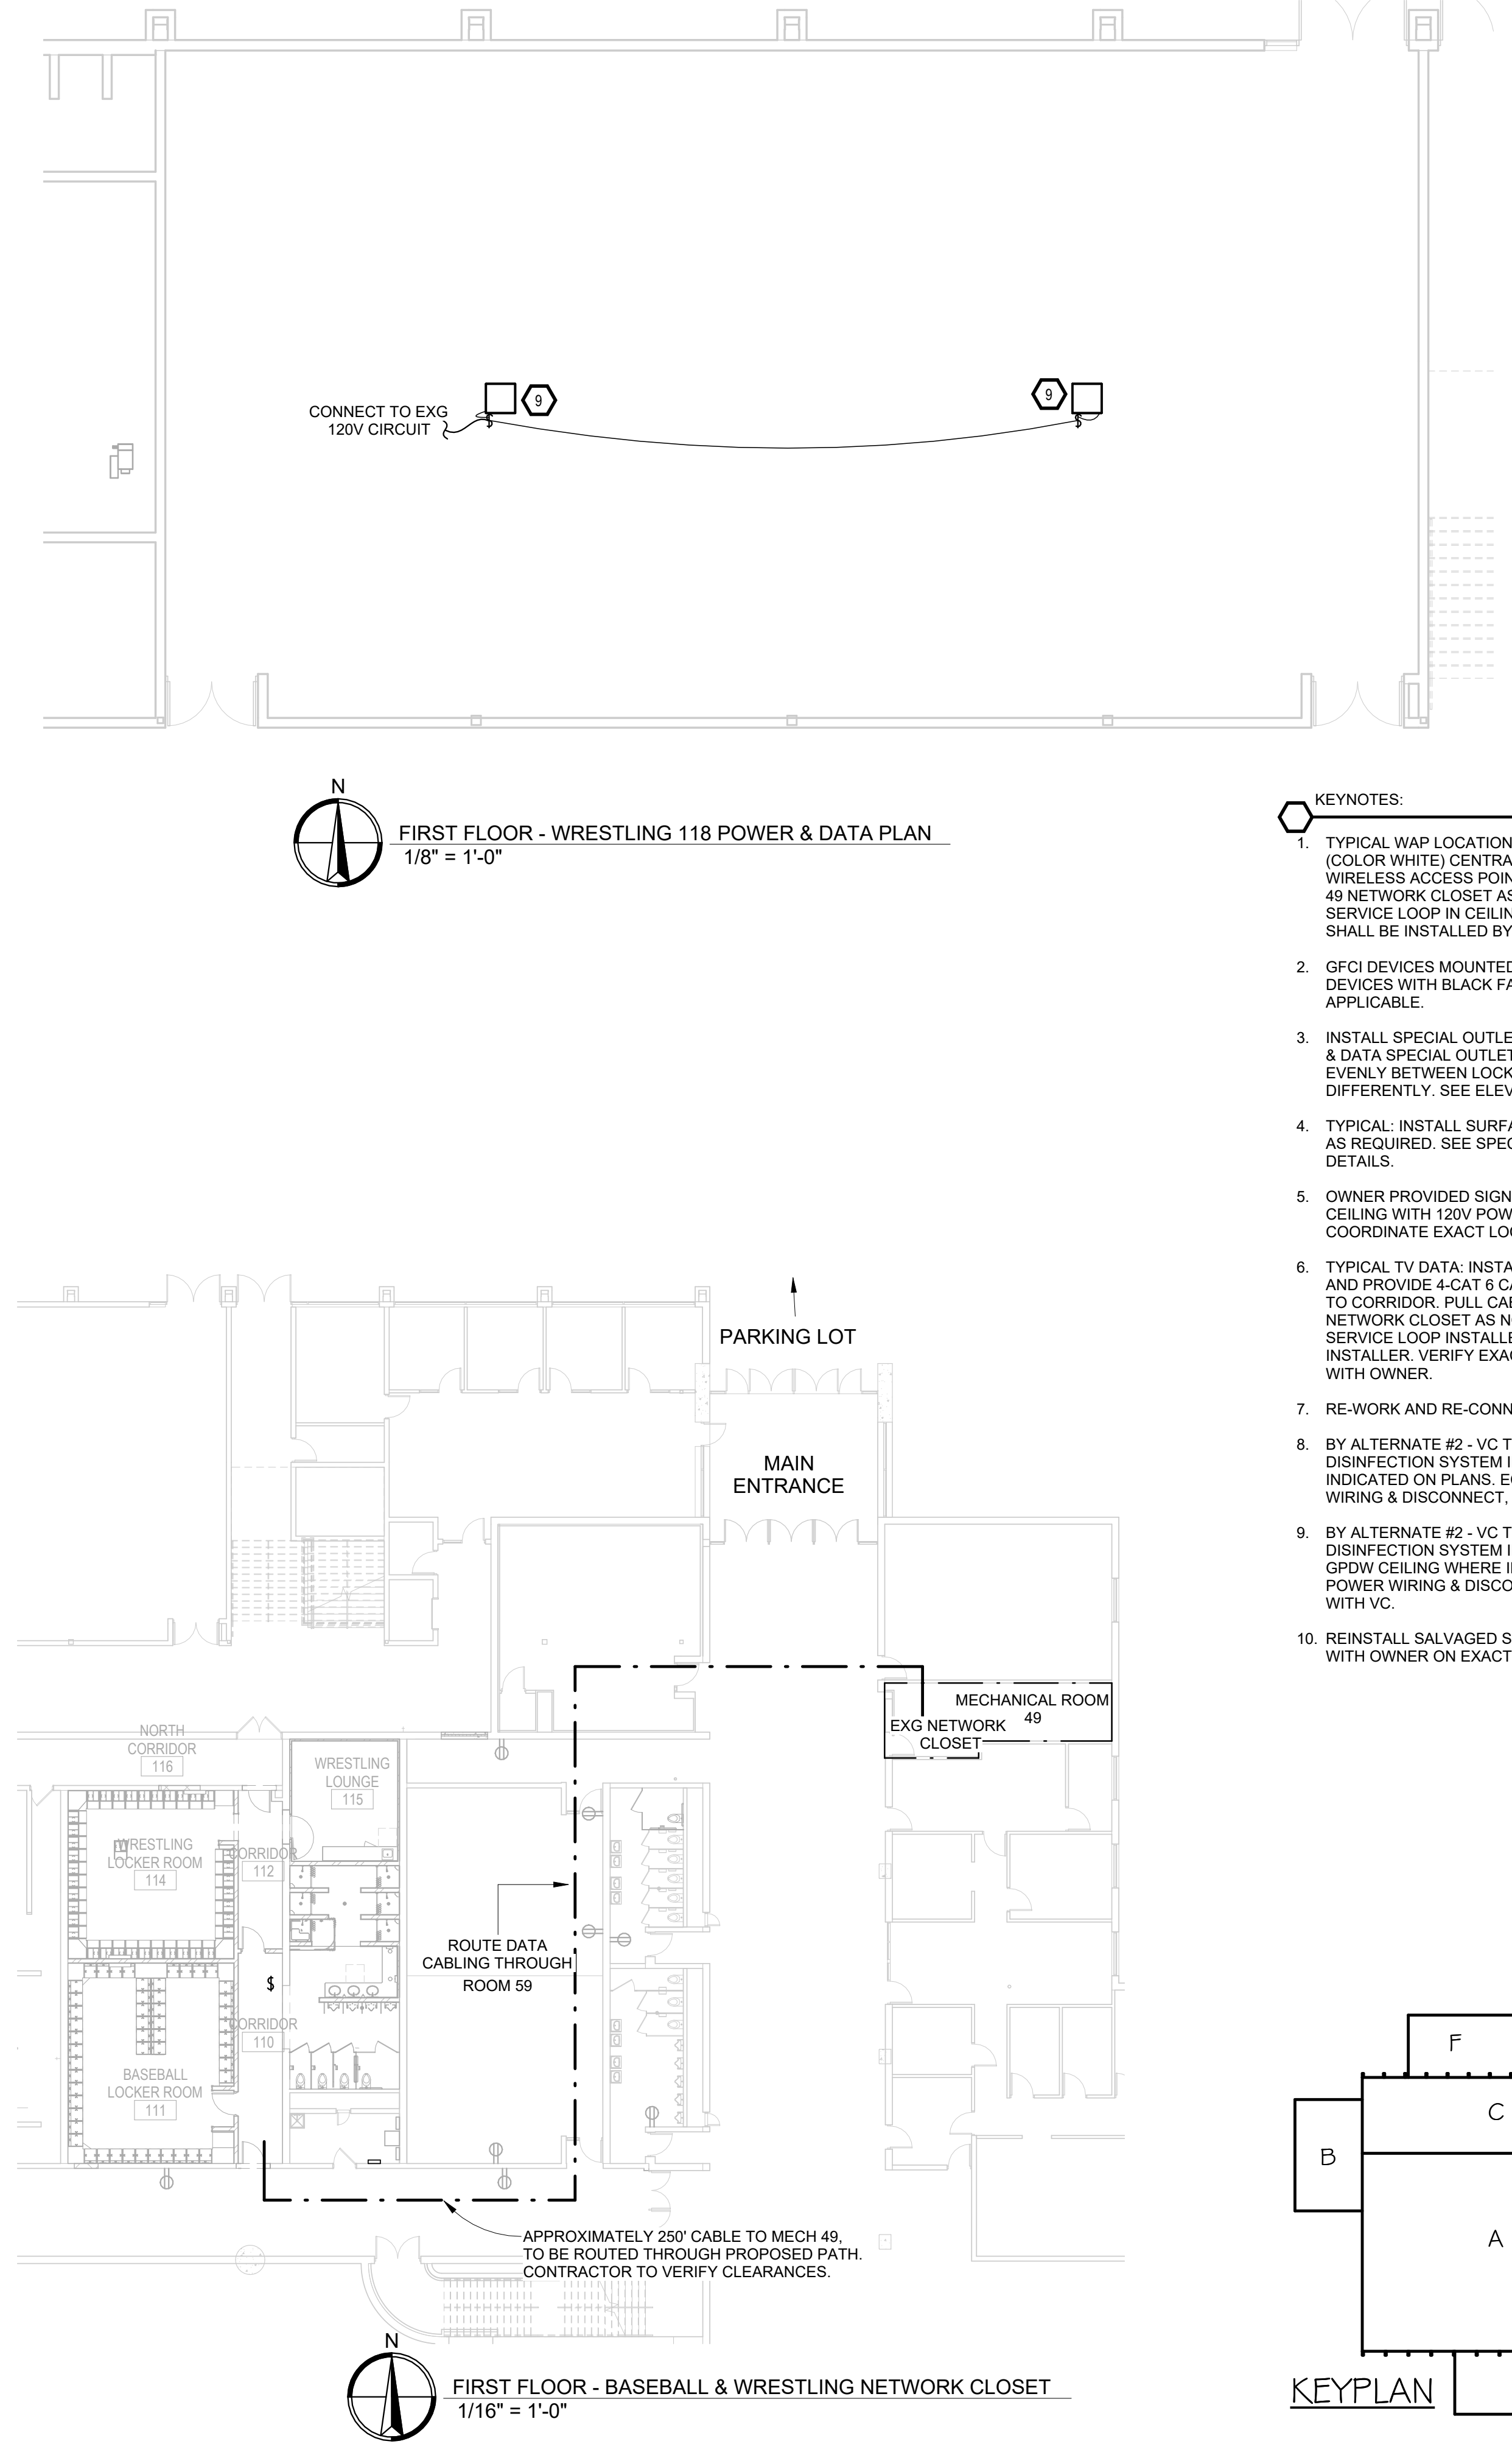 CONNECT TO EXG
120V CIRCUIT
$
9
9
$
N
FIRST FLOOR - WRESTLING 118 POWER & DATA PLAN
1/8" = 1'-0"
KEYNOTES:
1. TYPICAL WAP LOCATION
(COLOR WHITE) CENTRA
WIRELESS ACCESS POIN
49 NETWORK CLOSET AS
SERVICE LOOP IN CEILIN
SHALL BE INSTALLED BY
2. GFCI DEVICES MOUNTED
DEVICES WITH BLACK FA
APPLICABLE.
3. INSTALL SPECIAL OUTLE
& DATA SPECIAL OUTLET
EVENLY BETWEEN LOCK
DIFFERENTLY. SEE ELEV
4. TYPICAL: INSTALL SURFA
AS REQUIRED. SEE SPEC
DETAILS.
5. OWNER PROVIDED SIGN
CEILING WITH 120V POW
COORDINATE EXACT LOC
6. TYPICAL TV DATA: INSTA
AND PROVIDE 4-CAT 6 CA
TO CORRIDOR. PULL CAB
NETWORK CLOSET AS N
SERVICE LOOP INSTALLE
INSTALLER. VERIFY EXAC
WITH OWNER.
7. RE-WORK AND RE-CONN
8. BY ALTERNATE #2 - VC T
DISINFECTION SYSTEM I
INDICATED ON PLANS. E
WIRING & DISCONNECT,
9. BY ALTERNATE #2 - VC T
DISINFECTION SYSTEM I
GPDW CEILING WHERE I
POWER WIRING & DISCO
WITH VC.
10. REINSTALL SALVAGED S
WITH OWNER ON EXACT
PARKING LOT
MAIN
ENTRANCE
MECHANICAL ROOM
49
EXG NETWORK
CLOSET
NORTH
CORRIDOR
116
WRESTLING
LOUNGE
115
WRESTLING
LOCKER ROOM
114
CORRIDOR
112
ROUTE DATA
CABLING THROUGH
ROOM 59
$
CORRIDOR
110
BASEBALL
LOCKER ROOM
111
APPROXIMATELY 250' CABLE TO MECH 49,
TO BE ROUTED THROUGH PROPOSED PATH.
CONTRACTOR TO VERIFY CLEARANCES.
N
FIRST FLOOR - BASEBALL & WRESTLING NETWORK CLOSET
1/16" = 1'-0"
F
C
B
A
KEYPLAN